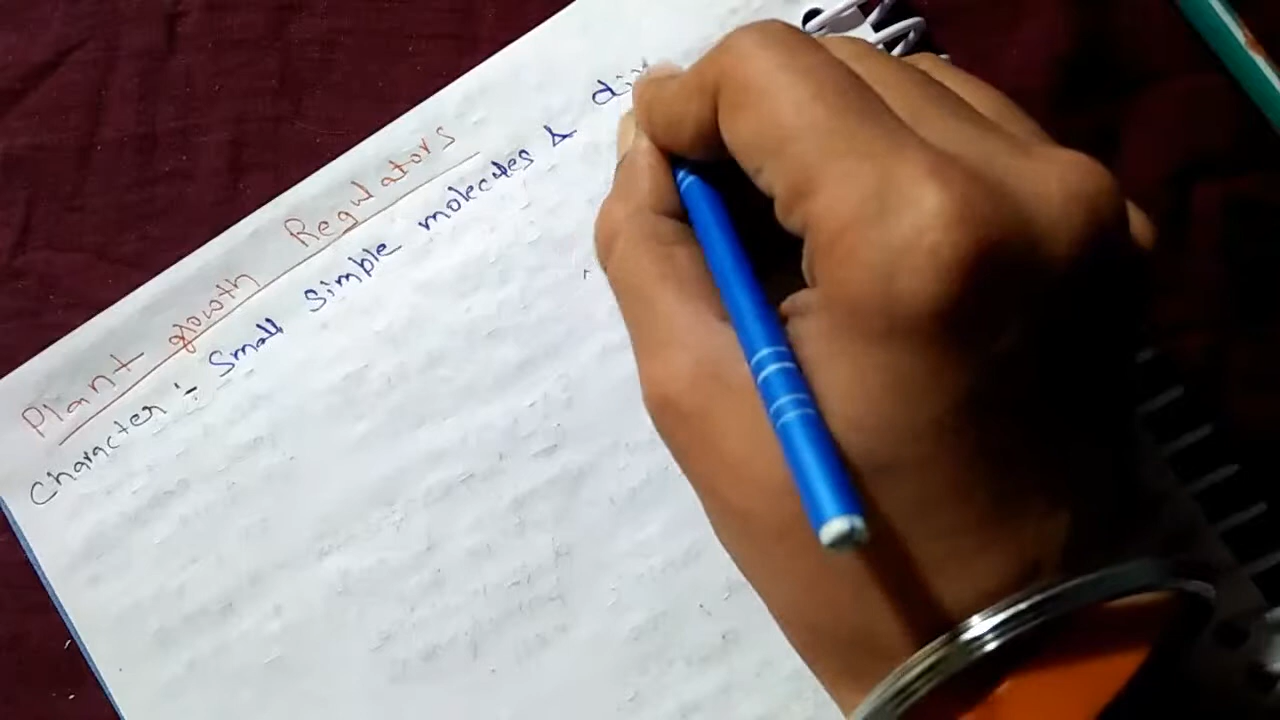 Plant growth Regulators
Character :- Small simple molecules &